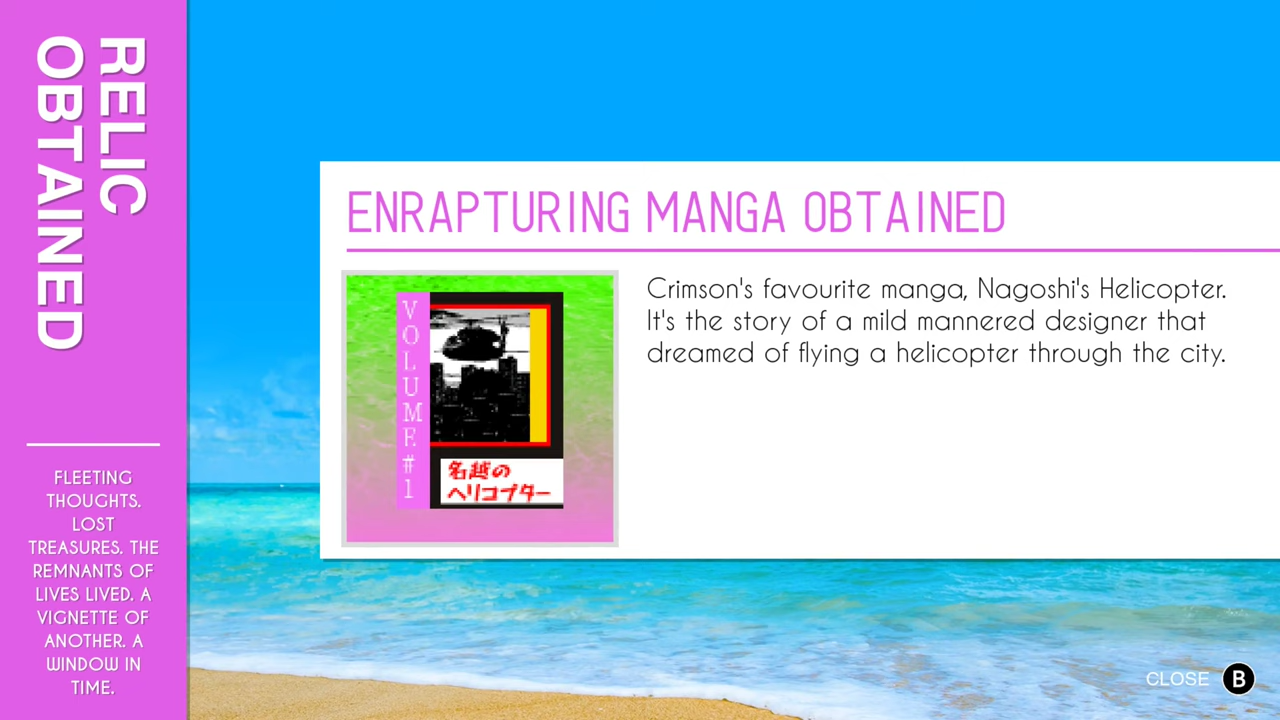 RELIC
OBTAINED
FLEETING
THOUGHTS.
LOST
TREASURES. THE
REMNANTS OF
LIVES LIVED. A
VIGNETTE OF
ANOTHER. A
WINDOW IN
TIME.
ENRAPTURING MANGA OBTAINED
VOLUME#1
名越の
ヘリコプター
Crimson's favourite manga, Nagoshi's Helicopter.
It's the story of a mild mannered designer that
dreamed of flying a helicopter through the city.
CLOSE B